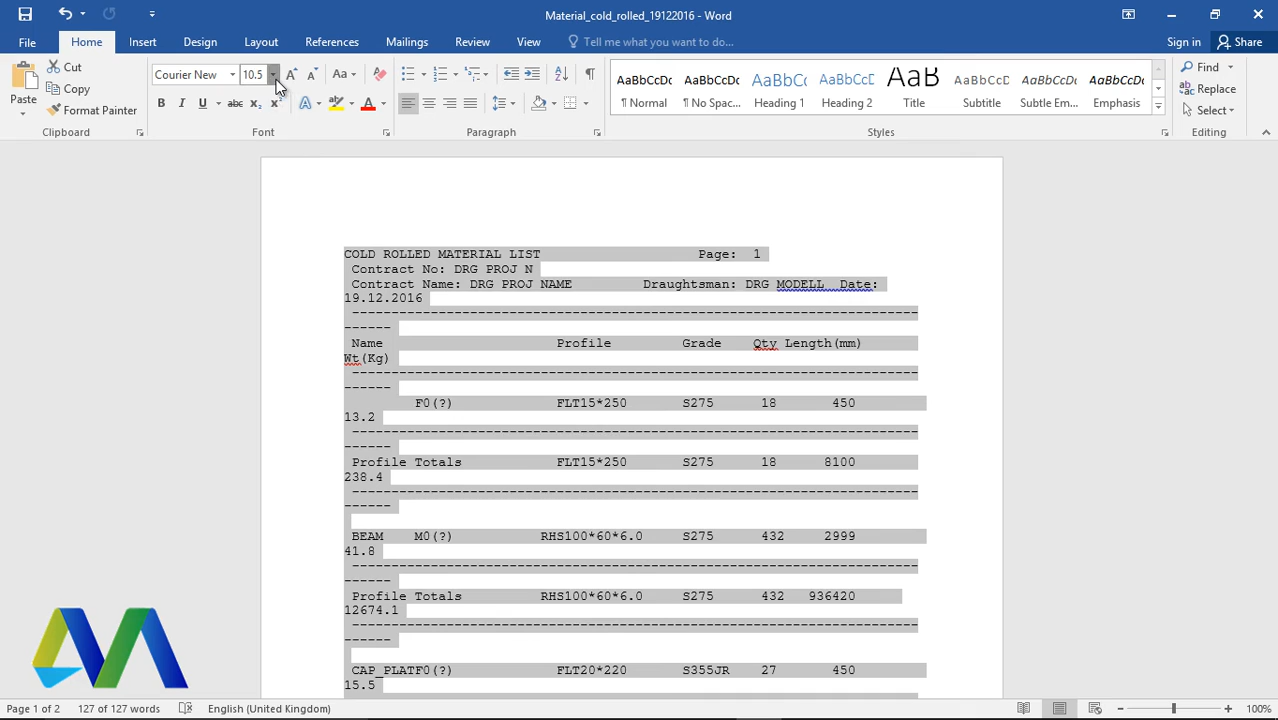 Material_cold_rolled_19122016 - Word
File Home Insert Design Layout References Mailings Review View Tell me what you want to do... Sign in Share
Paste
Cut
Copy
Format Painter
Clipboard
Courier New 10.5
Aa
B I U abc x₂ x² A A
Font
Paragraph
AaBbCcDc AaBbCcDc AaBbCc AaBbCcC AaB AaBbCcD AaBbCcDc AaBbCcDc
¶ Normal ¶ No Spac... Heading 1 Heading 2 Title Subtitle Subtle Em... Emphasis
Styles
Find
Replace
Select
Editing
COLD ROLLED MATERIAL LIST Page: 1
Contract No: DRG PROJ N
Contract Name: DRG PROJ NAME Draughtsman: DRG MODELL Date:
19.12.2016
------------------------------------------------------------------------
------
Name Profile Grade Qty Length(mm)
Wt(Kg)
------------------------------------------------------------------------
------
F0(?) FLT15*250 S275 18 450
13.2
------------------------------------------------------------------------
------
Profile Totals FLT15*250 S275 18 8100
238.4
------------------------------------------------------------------------
------
BEAM M0(?) RHS100*60*6.0 S275 432 2999
41.8
------------------------------------------------------------------------
------
Profile Totals RHS100*60*6.0 S275 432 936420
12674.1
------------------------------------------------------------------------
------
CAP_PLATF0(?) FLT20*220 S355JR 27 450
15.5
Page 1 of 2 127 of 127 words English (United Kingdom) 100%